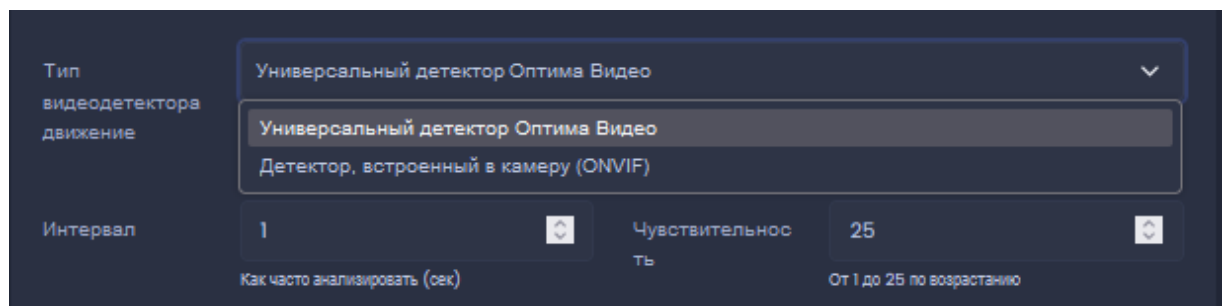 Тип
видеодетектора
движение
Универсальный детектор Оптима Видео
Универсальный детектор Оптима Видео
Детектор, встроенный в камеру (ONVIF)
Интервал
1
Как часто анализировать (сек)
Чувствительнос
ть
25
От 1 до 25 по возрастанию